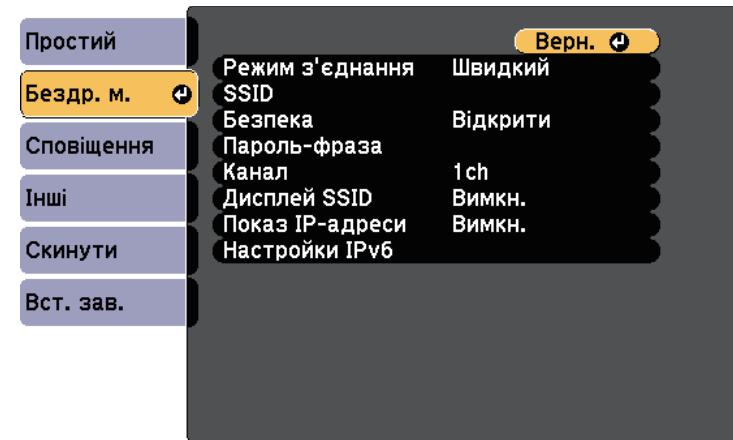 Простий
Бездр. м.
Сповіщення
Інші
Скинути
Вст. зав.
Верн.
Режим з'єднання Швидкий
SSID
Безпека Відкрити
Пароль-фраза
Канал 1ch
Дисплей SSID Вимкн.
Показ IP-адреси Вимкн.
Настройки IPv6